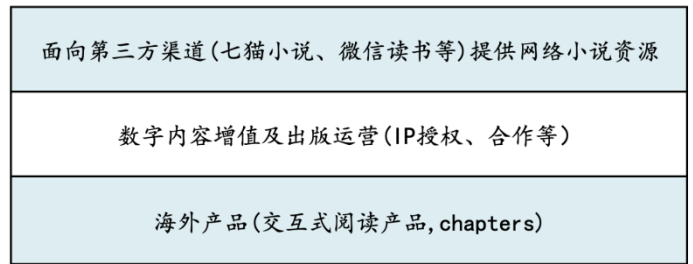 面向第三方渠道(七猫小说、微信读书等)提供网络小说资源
数字内容增值及出版运营(IP授权、合作等)
海外产品(交互式阅读产品,chapters)